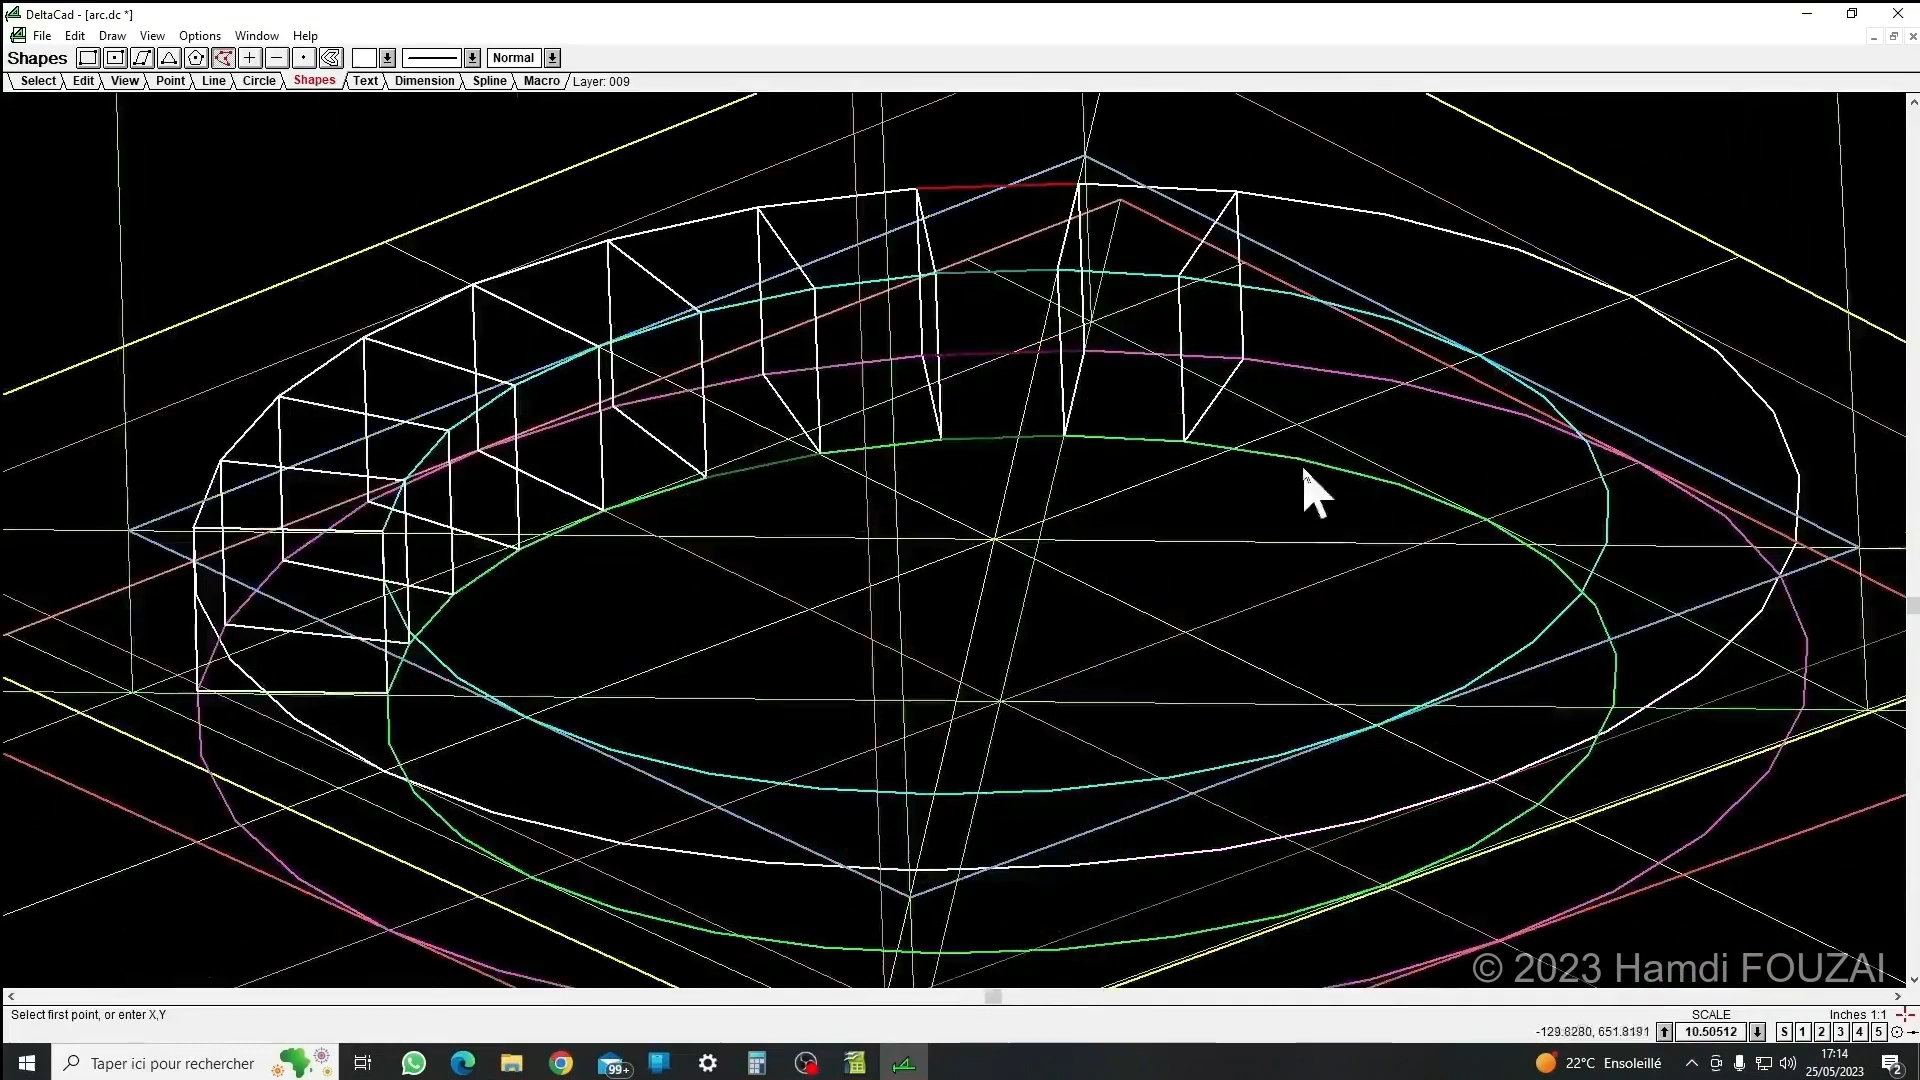 DeltaCad - [arc.dc *]
File Edit Draw View Options Window Help
Shapes Normal
Select Edit View Point Line Circle Shapes Text Dimension Spline Macro Layer: 009
© 2023 Hamdi FOUZAI
Select first point, or enter X,Y
SCALE Inches 1:1
-129.8280, 651.8191 10.50512 S 1 2 3 4 5
Taper ici pour rechercher 99+ 22°C Ensoleillé 17:14
25/05/2023 2